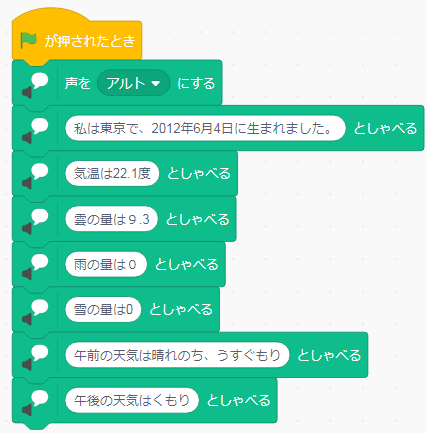 が押されたとき
声を アルト にする
私は東京で、2012年6月4日に生まれました。 としゃべる
気温は22.1度 としゃべる
雲の量は９.3 としゃべる
雨の量は０ としゃべる
雪の量は0 としゃべる
午前の天気は晴れのち、うすぐもり としゃべる
午後の天気はくもり としゃべる